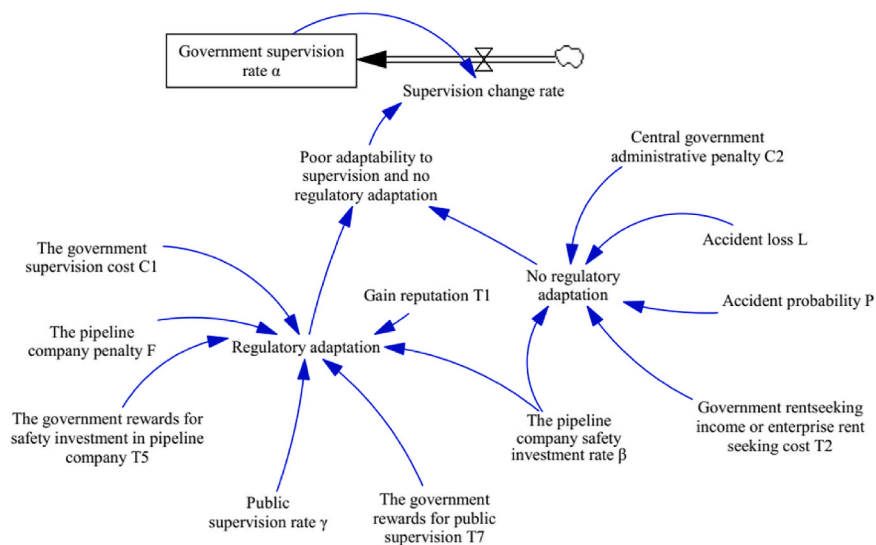 Government supervision
rate α
Supervision change rate
Poor adaptability to
supervision and no
regulatory adaptation
Central government
administrative penalty C2
The government
supervision cost C1
Accident loss L
No regulatory
adaptation
Gain reputation T1
Accident probability P
The pipeline
company penalty F
Regulatory adaptation
The government rewards for
safety investment in pipeline
company T5
The pipeline
company safety
investment rate β
Government rentseeking
income or enterprise rent
seeking cost T2
Public
supervision rate γ
The government
rewards for public
supervision T7